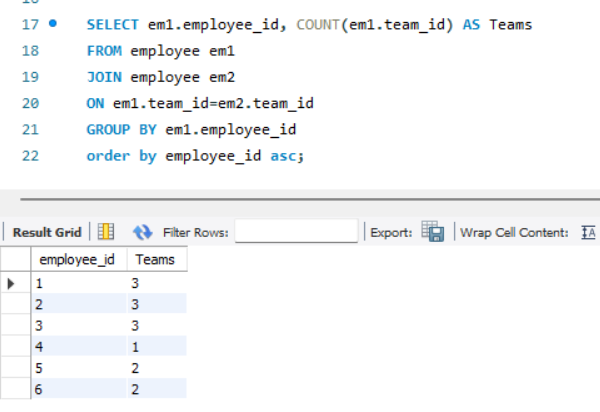 17 SELECT em1.employee_id, COUNT(em1.team_id) AS Teams
18 FROM employee em1
19 JOIN employee em2
20 ON em1.team_id=em2.team_id
21 GROUP BY em1.employee_id
22 order by employee_id asc;
Result Grid Filter Rows: Export: Wrap Cell Content: IA
employee_id Teams
1 3
2 3
3 3
4 1
5 2
6 2